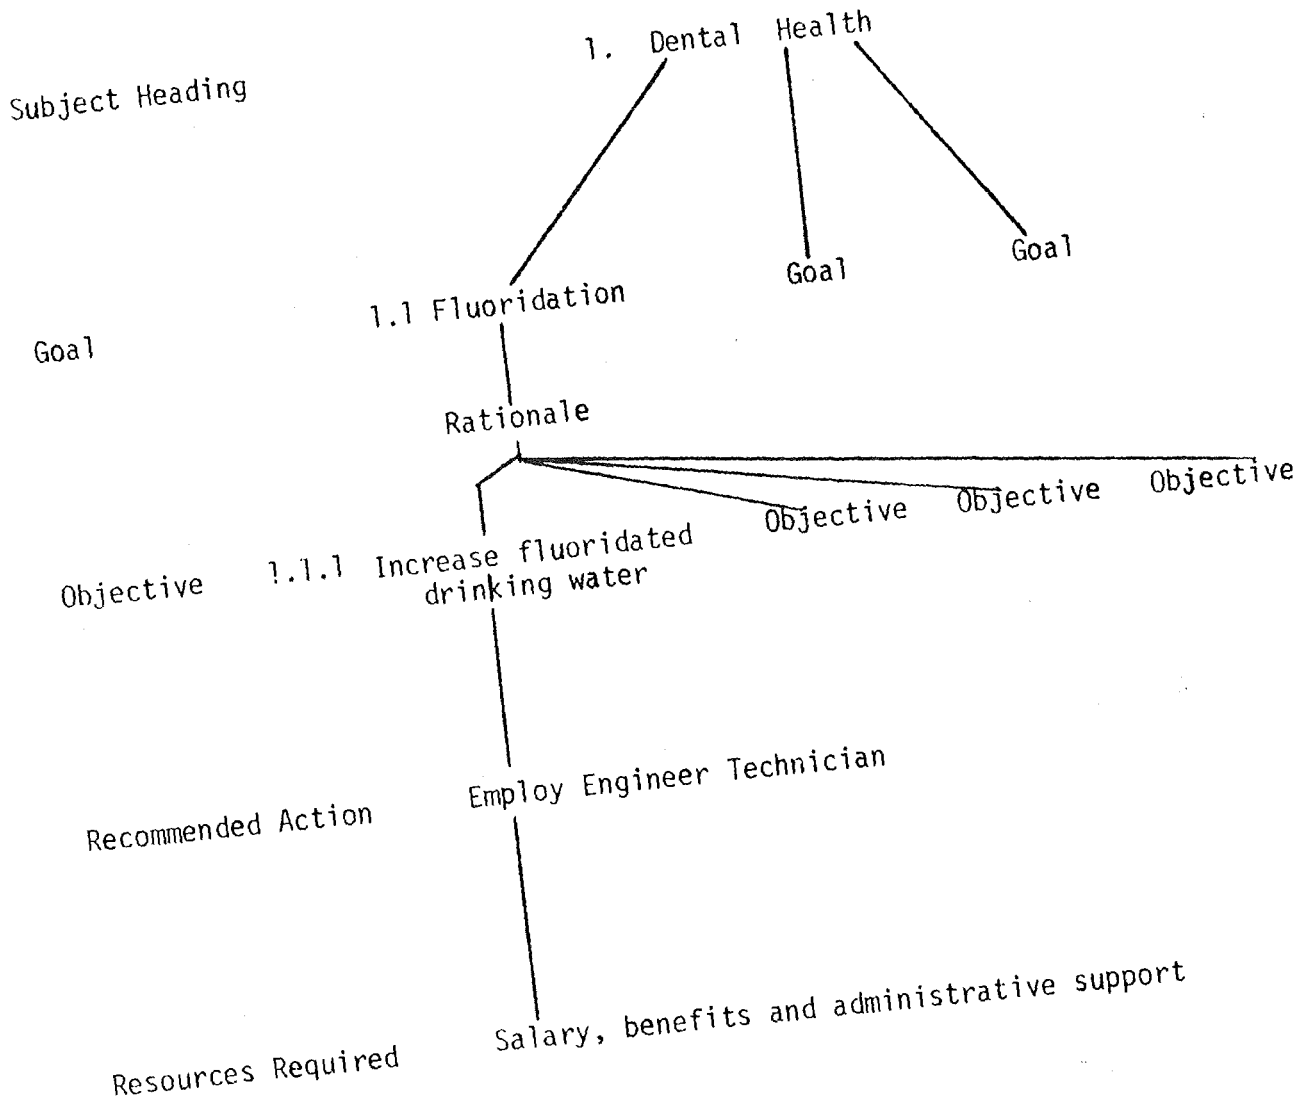 1. Dental Health
Subject Heading
Goal
Goal
1.1 Fluoridation
Goal
Rationale
Objective
Objective
Objective
Objective 1.1.1 Increase fluoridated
drinking water
Employ Engineer Technician
Recommended Action
Salary, benefits and administrative support
Resources Required